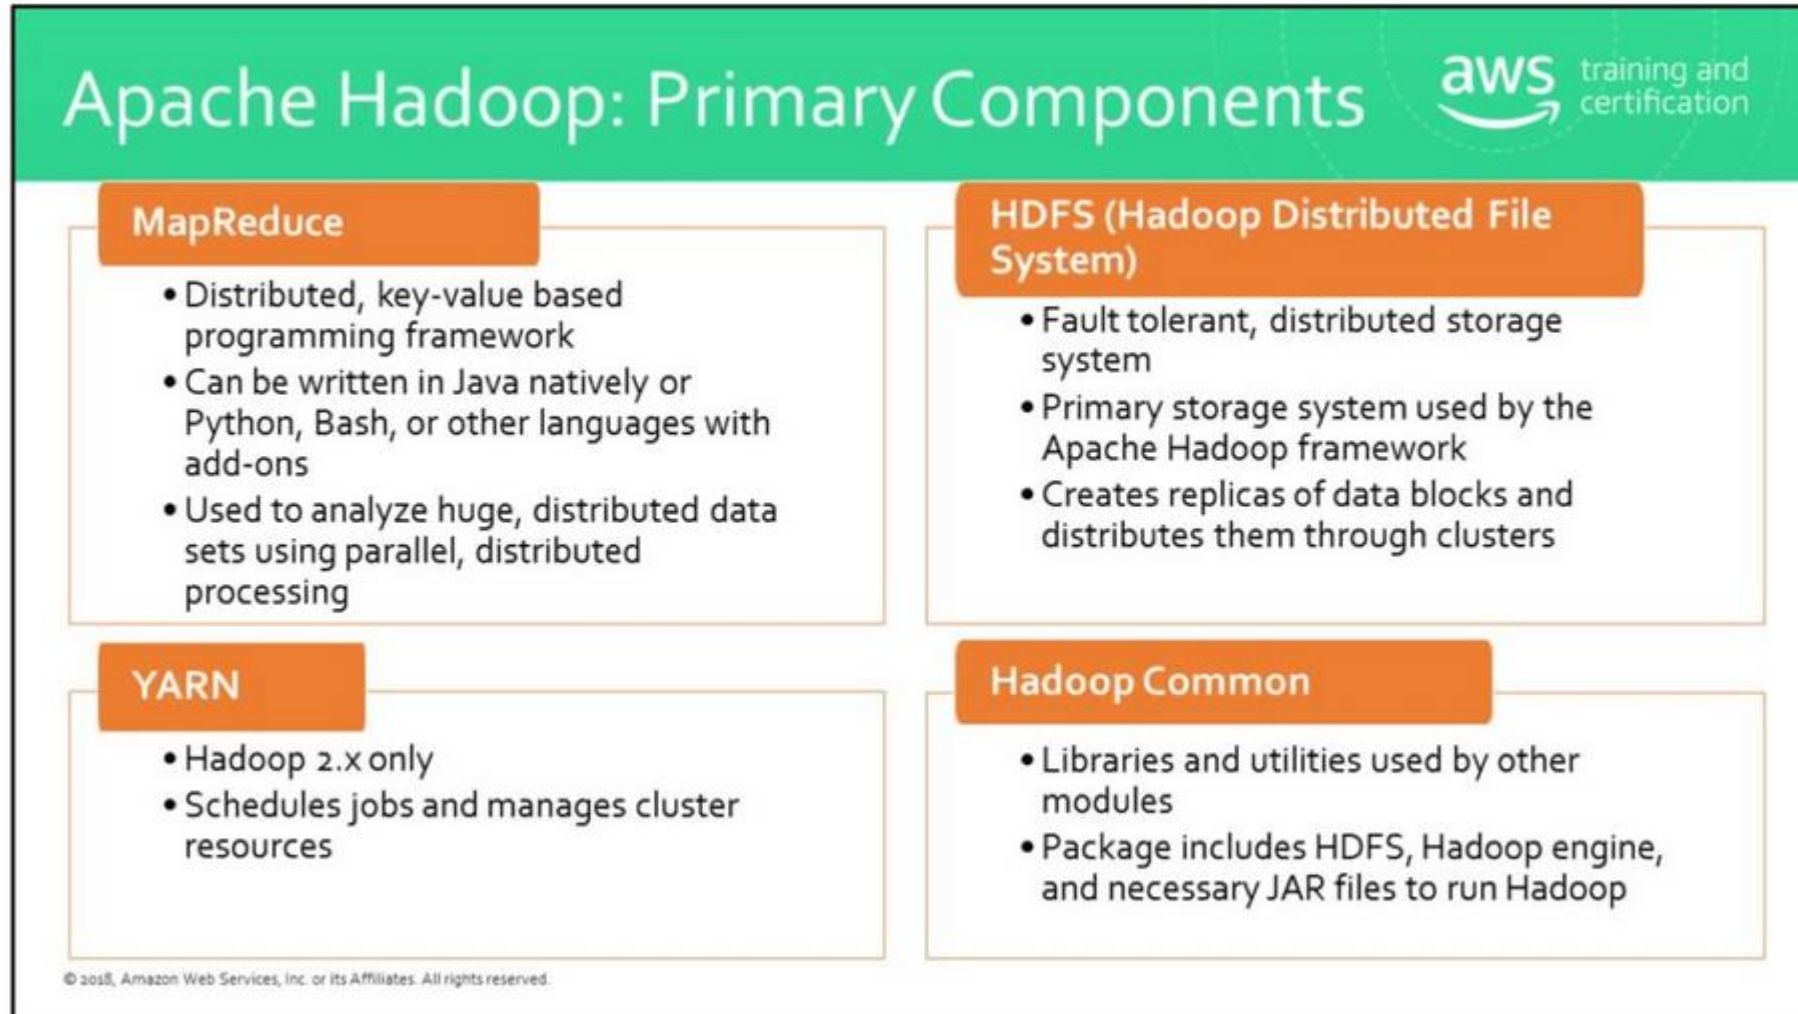 Apache Hadoop: Primary Components
aws training and
certification
MapReduce
• Distributed, key-value based
programming framework
• Can be written in Java natively or
Python, Bash, or other languages with
add-ons
• Used to analyze huge, distributed data
sets using parallel, distributed
processing
HDFS (Hadoop Distributed File
System)
• Fault tolerant, distributed storage
system
• Primary storage system used by the
Apache Hadoop framework
• Creates replicas of data blocks and
distributes them through clusters
YARN
• Hadoop 2.x only
• Schedules jobs and manages cluster
resources
Hadoop Common
• Libraries and utilities used by other
modules
• Package includes HDFS, Hadoop engine,
and necessary JAR files to run Hadoop
© 2018, Amazon Web Services, Inc. or its Affiliates. All rights reserved.